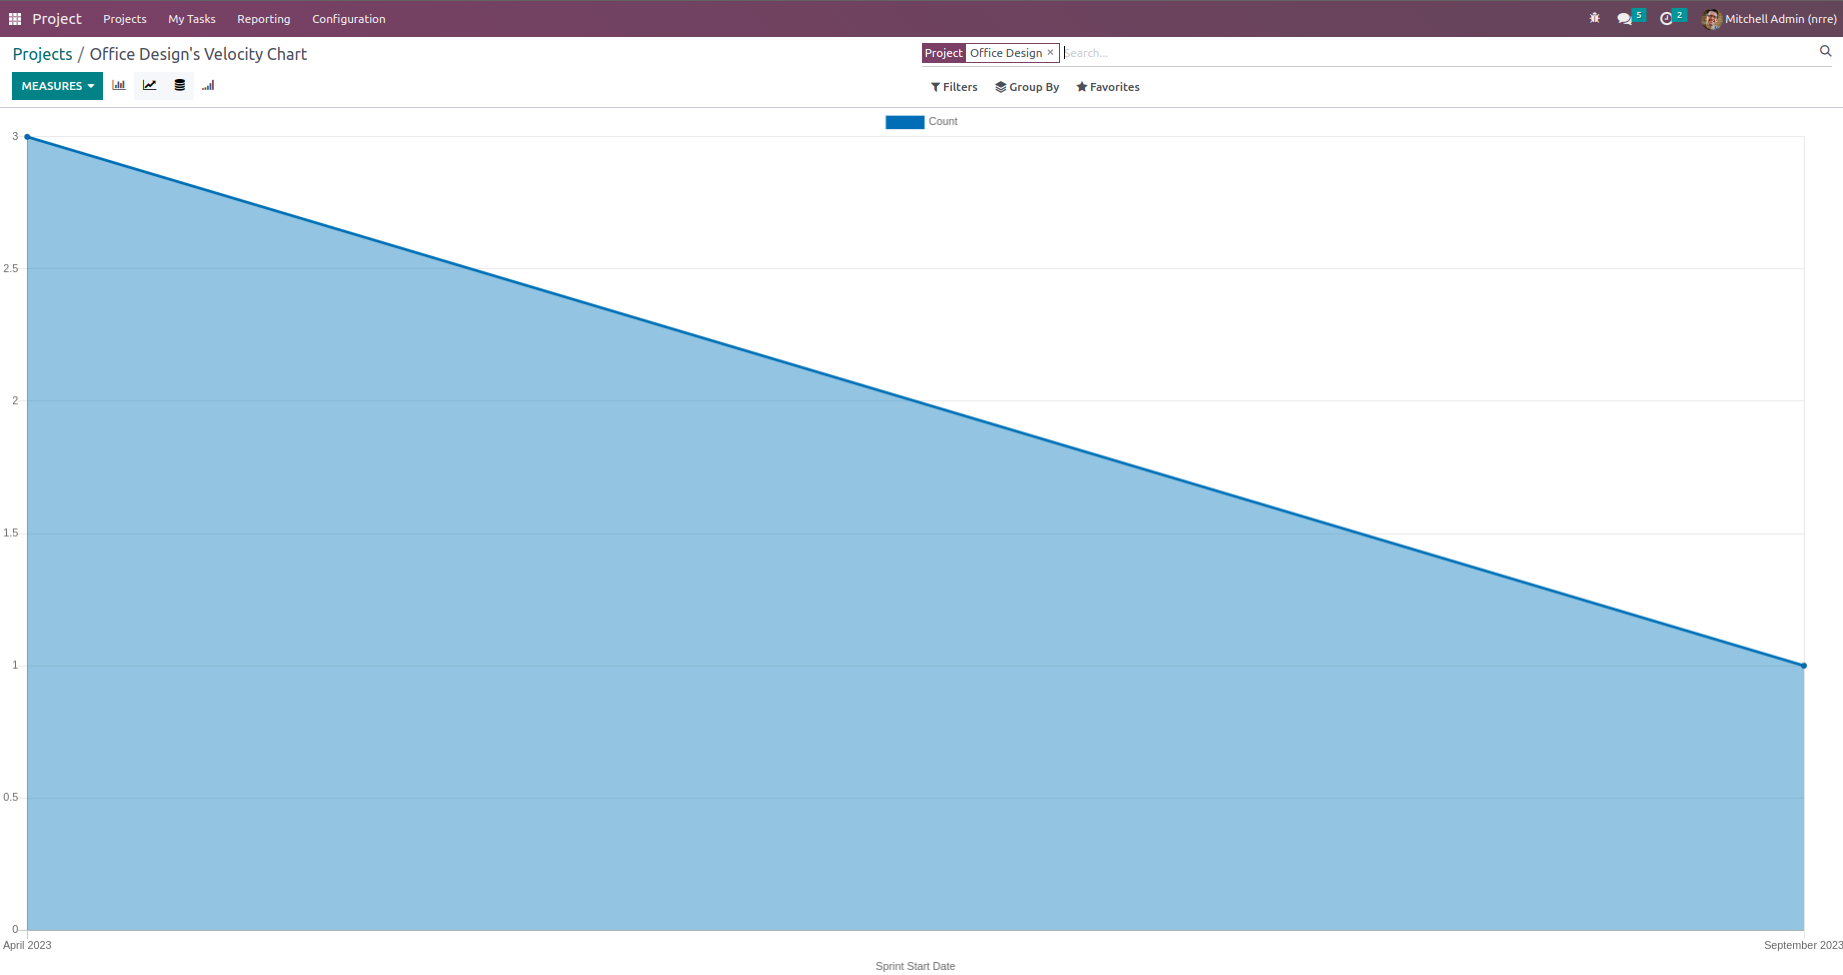 Project Projects My Tasks Reporting Configuration 5 2 Mitchell Admin (nrre)
Projects / Office Design's Velocity Chart
Project Office Design × Search...
MEASURES
Filters Group By Favorites
Count
3
2.5
2
1.5
1
0.5
0
April 2023 September 2023
Sprint Start Date